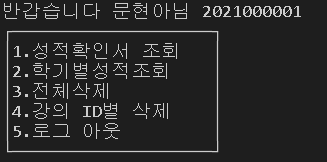 반갑습니다 문현아님 2021000001
1.성적확인서 조회
2.학기별성적조회
3.전체삭제
4.강의 ID별 삭제
5.로그 아웃